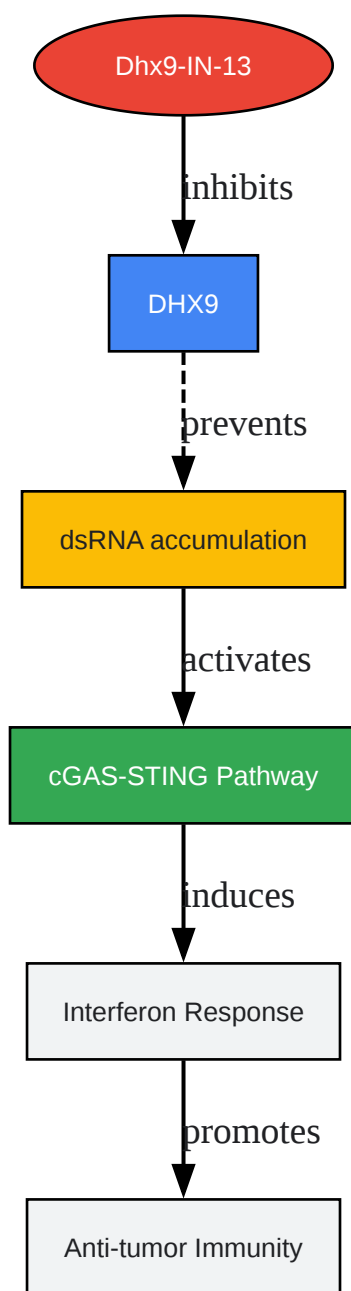 Dhx9-IN-13
inhibits
DHX9
prevents
dsRNA accumulation
activates
cGAS-STING Pathway
induces
Interferon Response
promotes
Anti-tumor Immunity